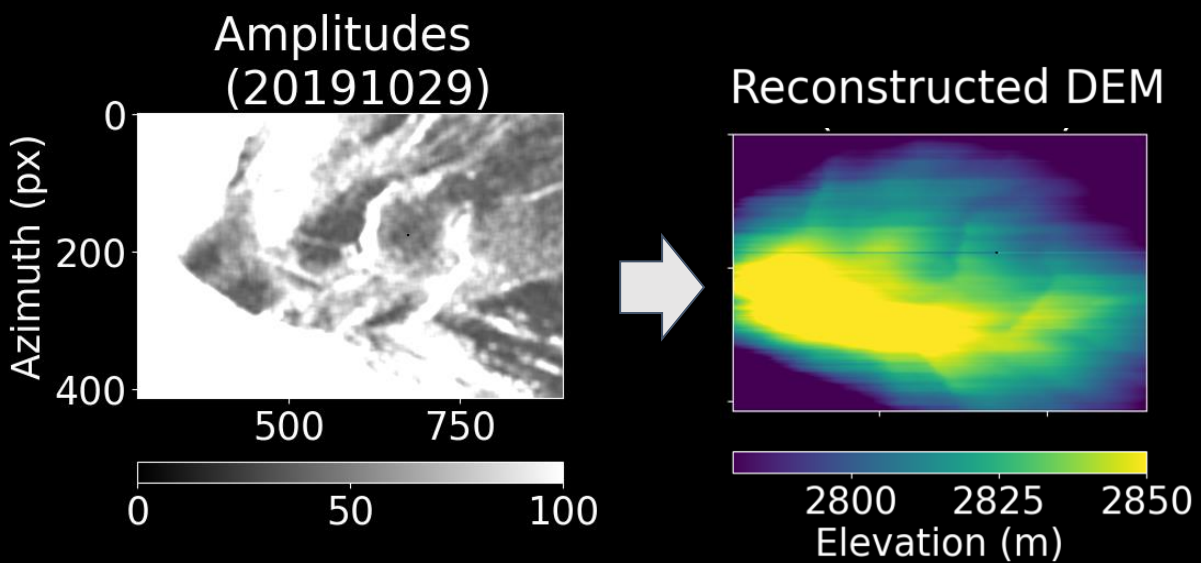 Amplitudes
(20191029)
Reconstructed DEM
Azimuth (px)
0
200
400
500 750
0 50 100
2800 2825 2850
Elevation (m)